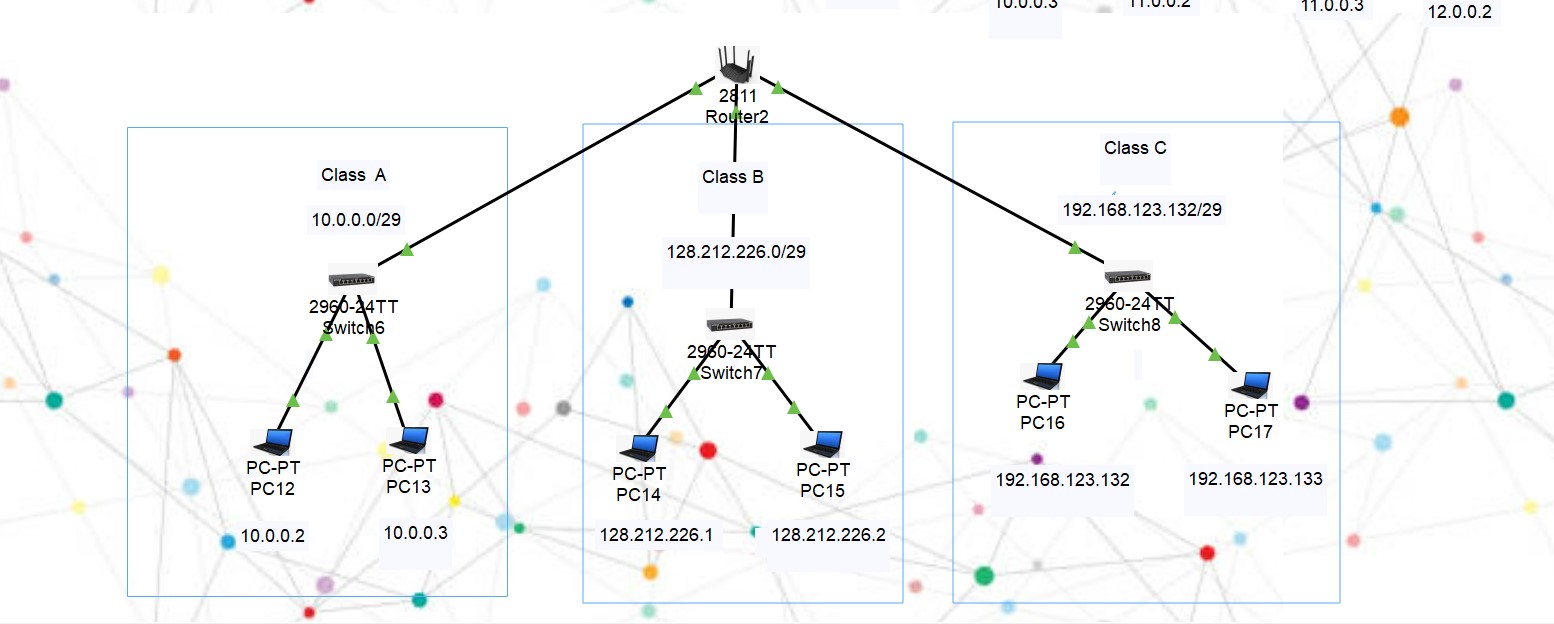 10.0.0.3
11.0.0.2
11.0.0.3
12.0.0.2
2811
Router2
Class A
10.0.0.0/29
2960-24TT
Switch6
PC-PT
PC12
PC-PT
PC13
10.0.0.2
10.0.0.3
Class B
128.212.226.0/29
2960-24TT
Switch7
PC-PT
PC14
PC-PT
PC15
128.212.226.1
128.212.226.2
Class C
192.168.123.132/29
2960-24TT
Switch8
PC-PT
PC16
PC-PT
PC17
192.168.123.132
192.168.123.133